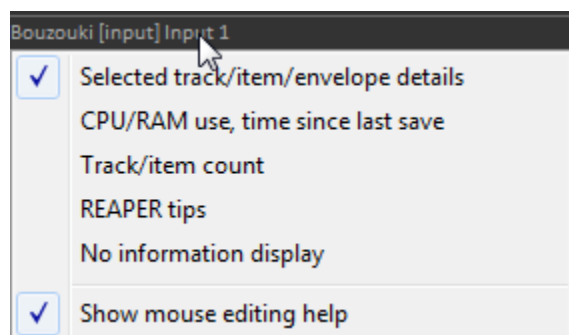 Bouzouki [input] Input 1
Selected track/item/envelope details
CPU/RAM use, time since last save
Track/item count
REAPER tips
No information display
Show mouse editing help